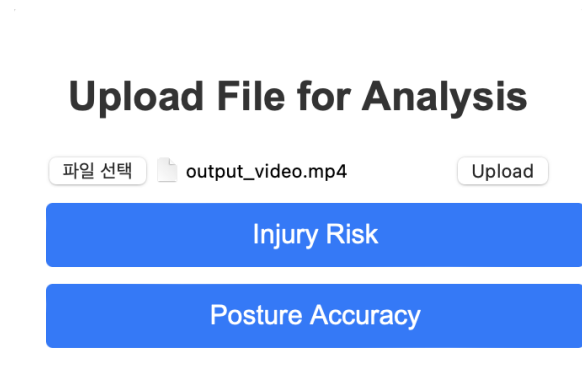 Upload File for Analysis
파일 선택 output_video.mp4 Upload
Injury Risk
Posture Accuracy